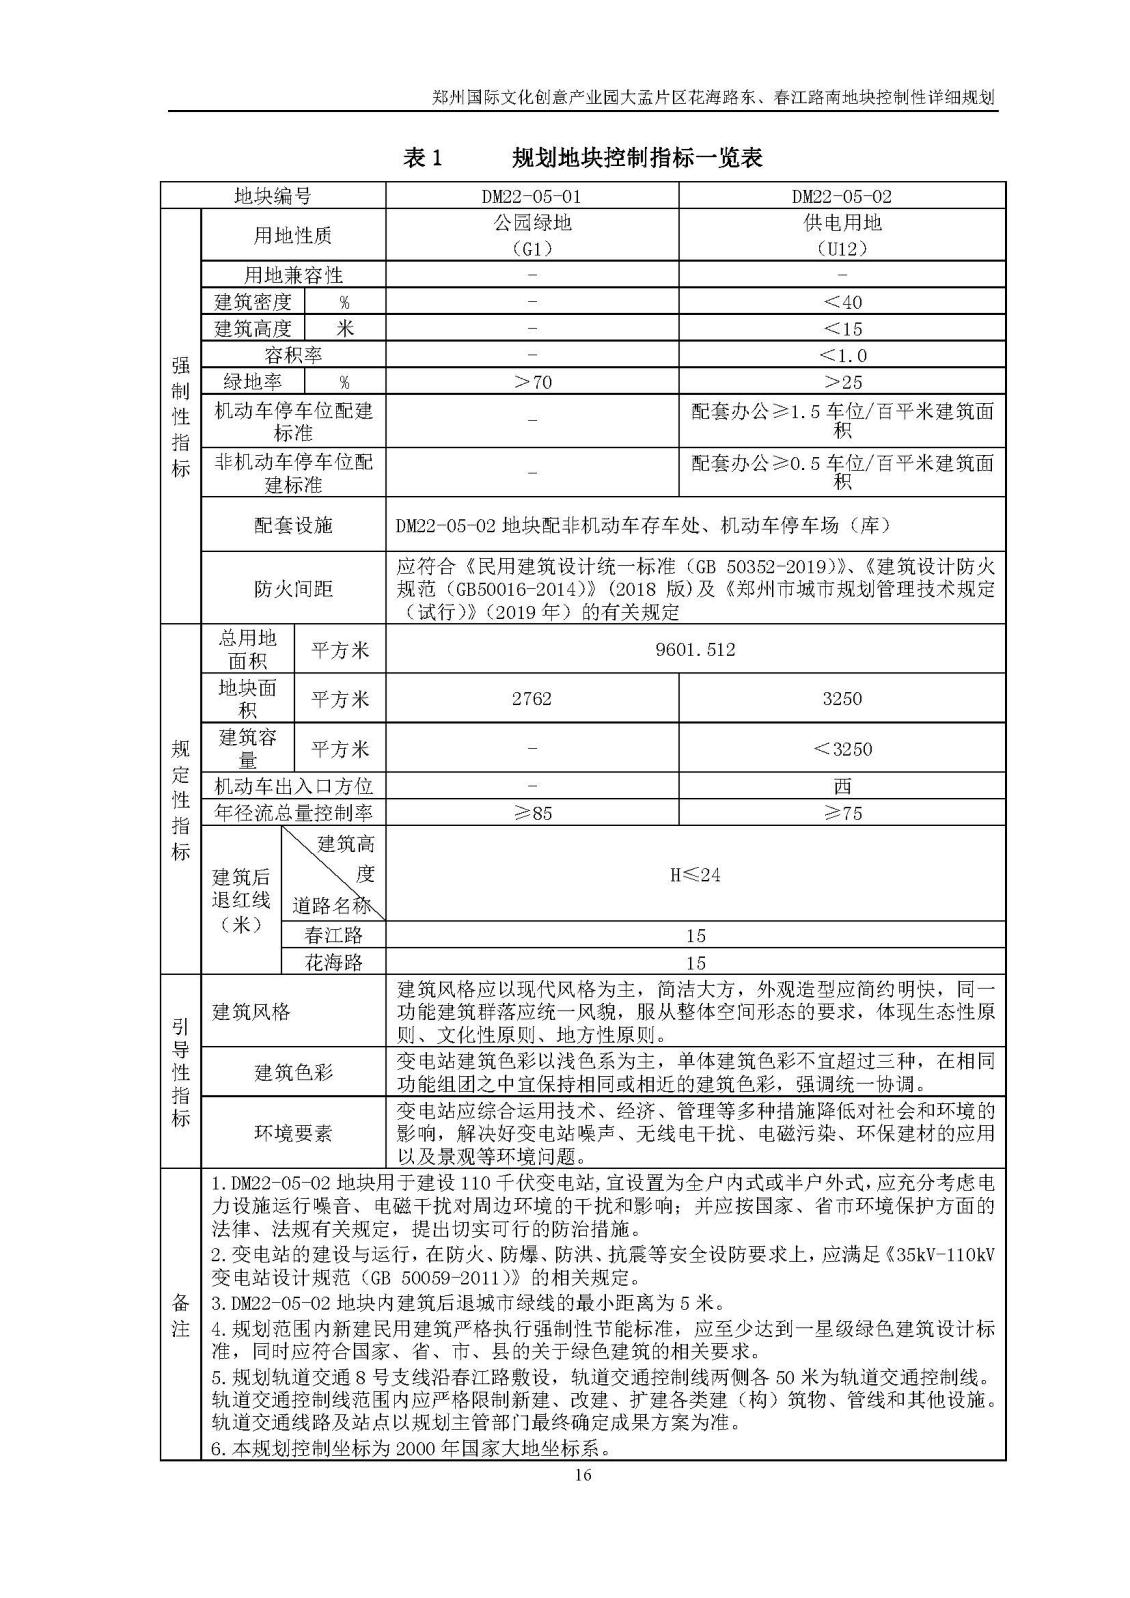 郑州国际文化创意产业园大孟片区花海路东、春江路南地块控制性详细规划
表 1 规划地块控制指标一览表
地块编号 DM22-05-01 DM22-05-02
强制性指标
用地性质 公园绿地 (G1) 供电用地 (U12)
用地兼容性 - -
建筑密度 % - <40
建筑高度 米 - <15
容积率 - <1.0
绿地率 % >70 >25
机动车停车位配建
标准 - 配套办公≥1.5 车位/百平米建筑面
积
非机动车停车位配
建标准 - 配套办公≥0.5 车位/百平米建筑面
积
配套设施 DM22-05-02 地块配非机动车存车处、机动车停车场（库）
防火间距
应符合《民用建筑设计统一标准（GB 50352-2019）》、《建筑设计防火
规范（GB50016-2014）》(2018 版)及《郑州市城市规划管理技术规定
（试行）》（2019 年）的有关规定
规定性指标
总用地
面积 平方米 9601.512
地块面
积 平方米 2762 3250
建筑容
量 平方米 - <3250
机动车出入口方位 - 西
年径流总量控制率 ≥85 ≥75
建筑后
退红线
（米）
建筑高
度
道路名称
H≤24
春江路 15
花海路 15
引导性指标
建筑风格
建筑风格应以现代风格为主，简洁大方，外观造型应简约明快，同一
功能建筑群落应统一风貌，服从整体空间形态的要求，体现生态性原
则、文化性原则、地方性原则。
建筑色彩
变电站建筑色彩以浅色系为主，单体建筑色彩不宜超过三种，在相同
功能组团之中宜保持相同或相近的建筑色彩，强调统一协调。
环境要素
变电站应综合运用技术、经济、管理等多种措施降低对社会和环境的
影响，解决好变电站噪声、无线电干扰、电磁污染、环保建材的应用
以及景观等环境问题。
备注
1.DM22-05-02 地块用于建设 110 千伏变电站,宜设置为全户内式或半户外式,应充分考虑电
力设施运行噪音、电磁干扰对周边环境的干扰和影响；并应按国家、省市环境保护方面的
法律、法规有关规定，提出切实可行的防治措施。
2.变电站的建设与运行，在防火、防爆、防洪、抗震等安全设防要求上，应满足《35kV-110kV
变电站设计规范（GB 50059-2011）》的相关规定。
3.DM22-05-02 地块内建筑后退城市绿线的最小距离为 5 米。
4.规划范围内新建民用建筑严格执行强制性节能标准，应至少达到一星级绿色建筑设计标
准，同时应符合国家、省、市、县的关于绿色建筑的相关要求。
5.规划轨道交通 8 号支线沿春江路敷设，轨道交通控制线两侧各 50 米为轨道交通控制线。
轨道交通控制线范围内应严格限制新建、改建、扩建各类建（构）筑物、管线和其他设施。
轨道交通线路及站点以规划主管部门最终确定成果方案为准。
6.本规划控制坐标为 2000 年国家大地坐标系。
16